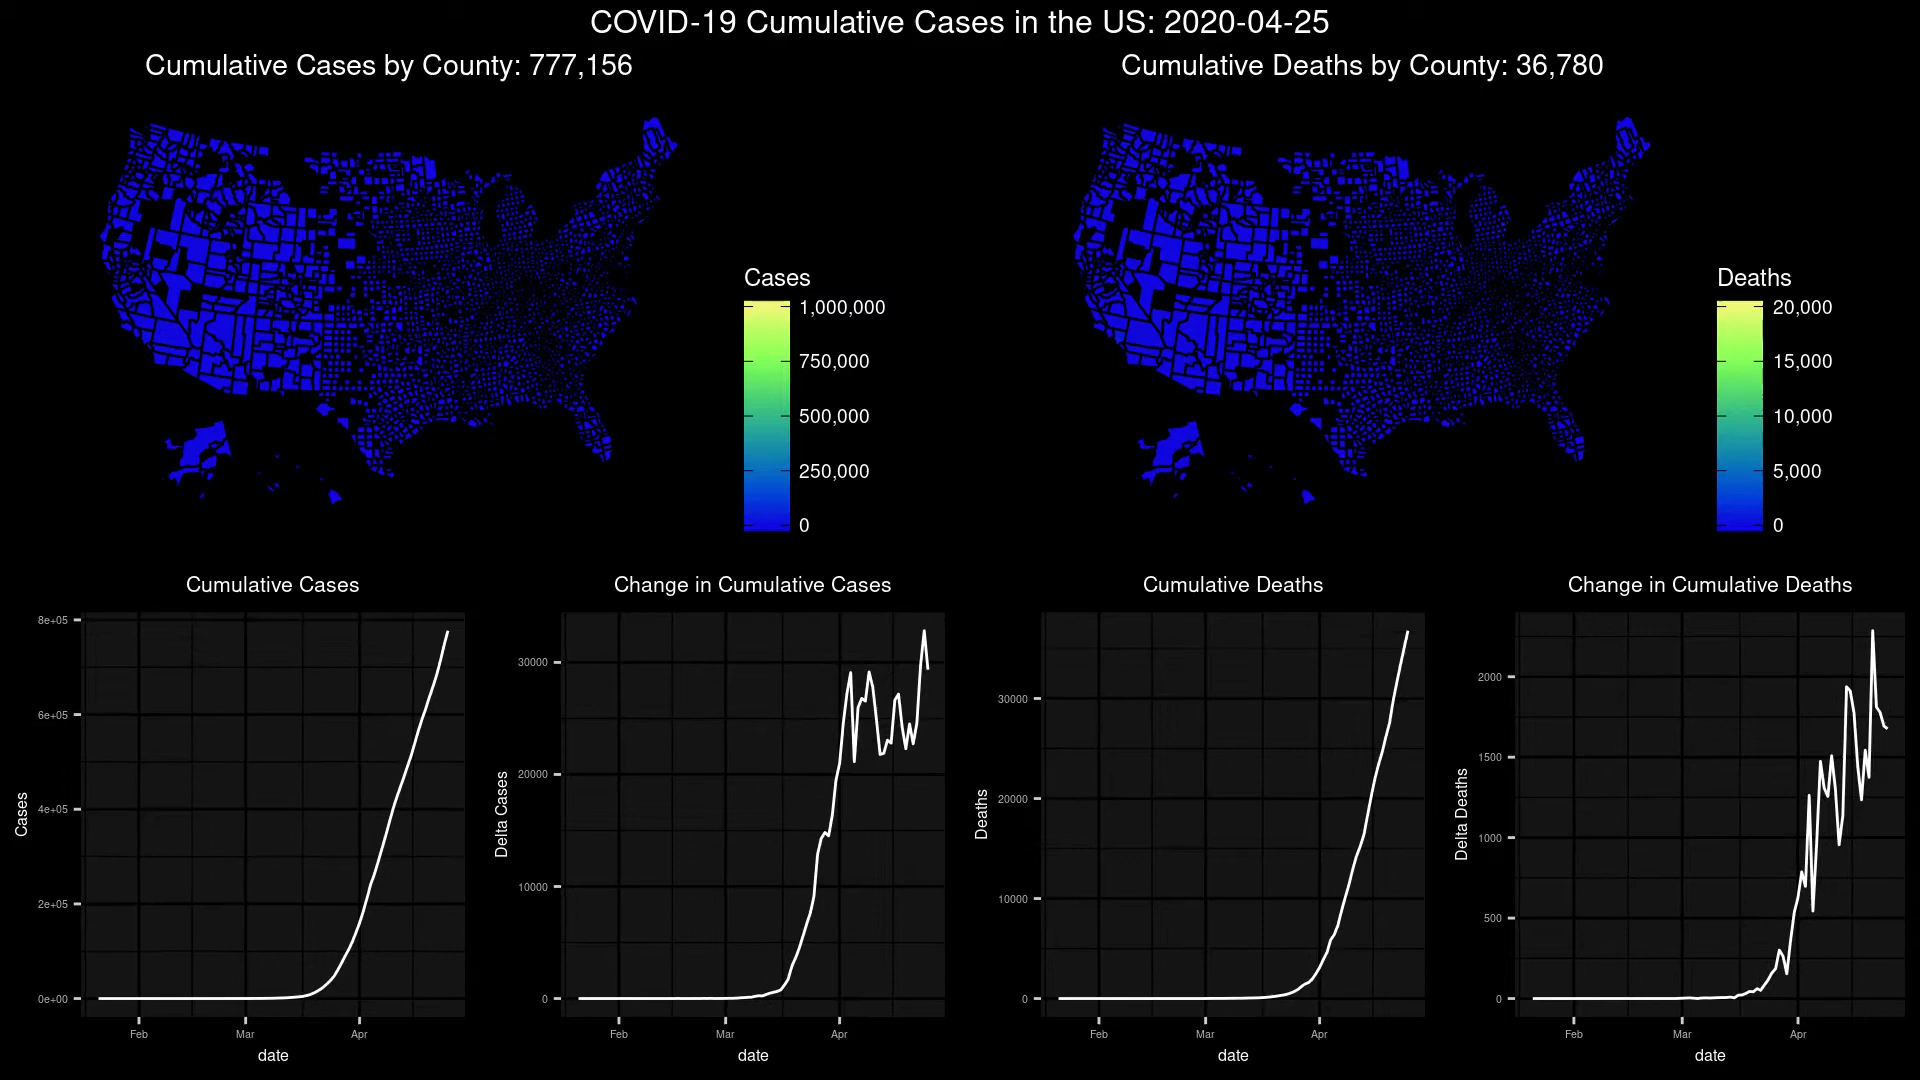 COVID-19 Cumulative Cases in the US: 2020-04-25
Cumulative Cases by County: 777,156
Cumulative Deaths by County: 36,780
Cases
1,000,000
750,000
500,000
250,000
0
Deaths
20,000
15,000
10,000
5,000
0
Cumulative Cases
Cases
8e+05
6e+05
4e+05
2e+05
0e+00
Feb Mar Apr
date
Change in Cumulative Cases
Delta Cases
30000
20000
10000
0
Feb Mar Apr
date
Cumulative Deaths
Deaths
30000
20000
10000
0
Feb Mar Apr
date
Change in Cumulative Deaths
Delta Deaths
2000
1500
1000
500
0
Feb Mar Apr
date